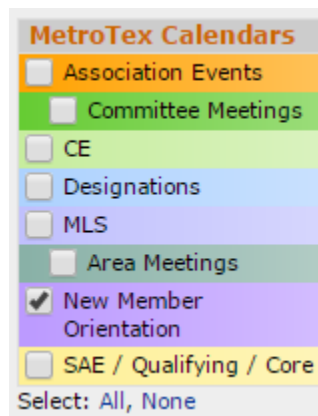 MetroTex Calendars
Association Events
Committee Meetings
CE
Designations
MLS
Area Meetings
New Member
Orientation
SAE / Qualifying / Core
Select: All, None